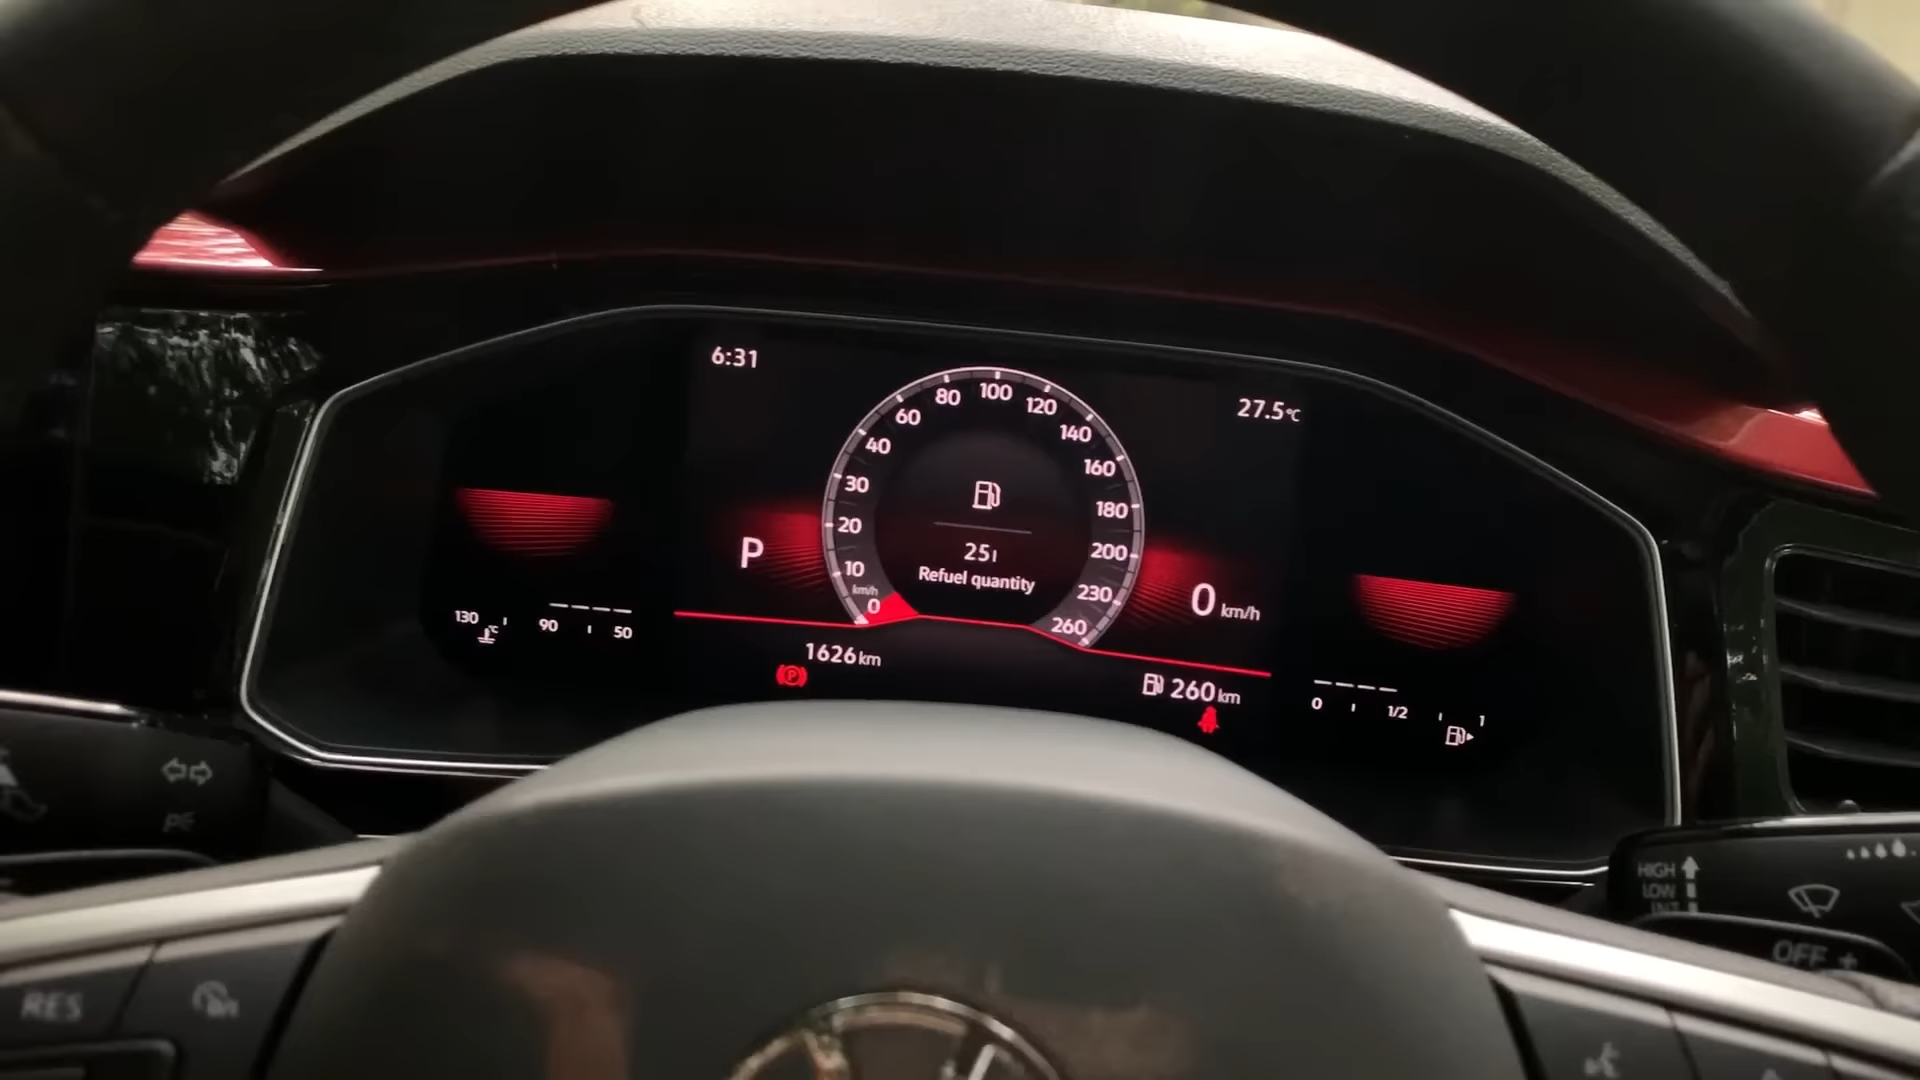 6:31
27.5°C
100
80
120
60
140
40
160
30
180
20
200
10
230
km/h
0
260
25 l
Refuel quantity
P
0 km/h
130 °C 90 50
1626 km
260 km
0 1/2 1
P
HIGH
LOW
INT
OFF +
RES